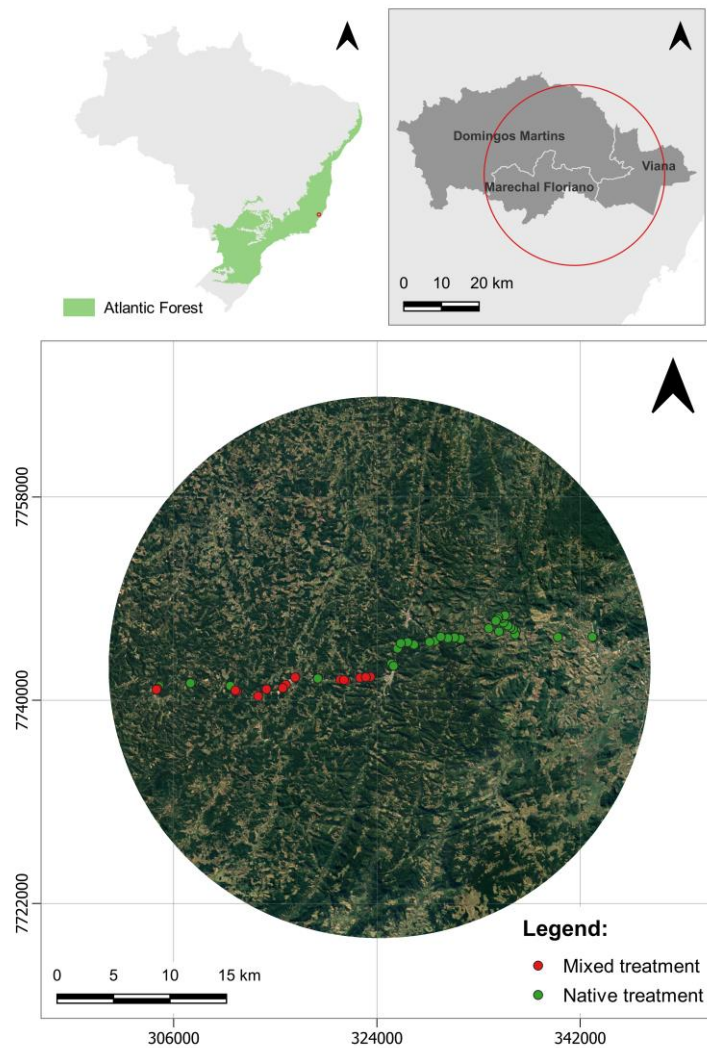 Atlantic Forest
Domingos Martins
Viana
Marechal Floriano
0 10 20 km
7758000
7740000
7722000
Legend:
Mixed treatment
Native treatment
0 5 10 15 km
306000 324000 342000